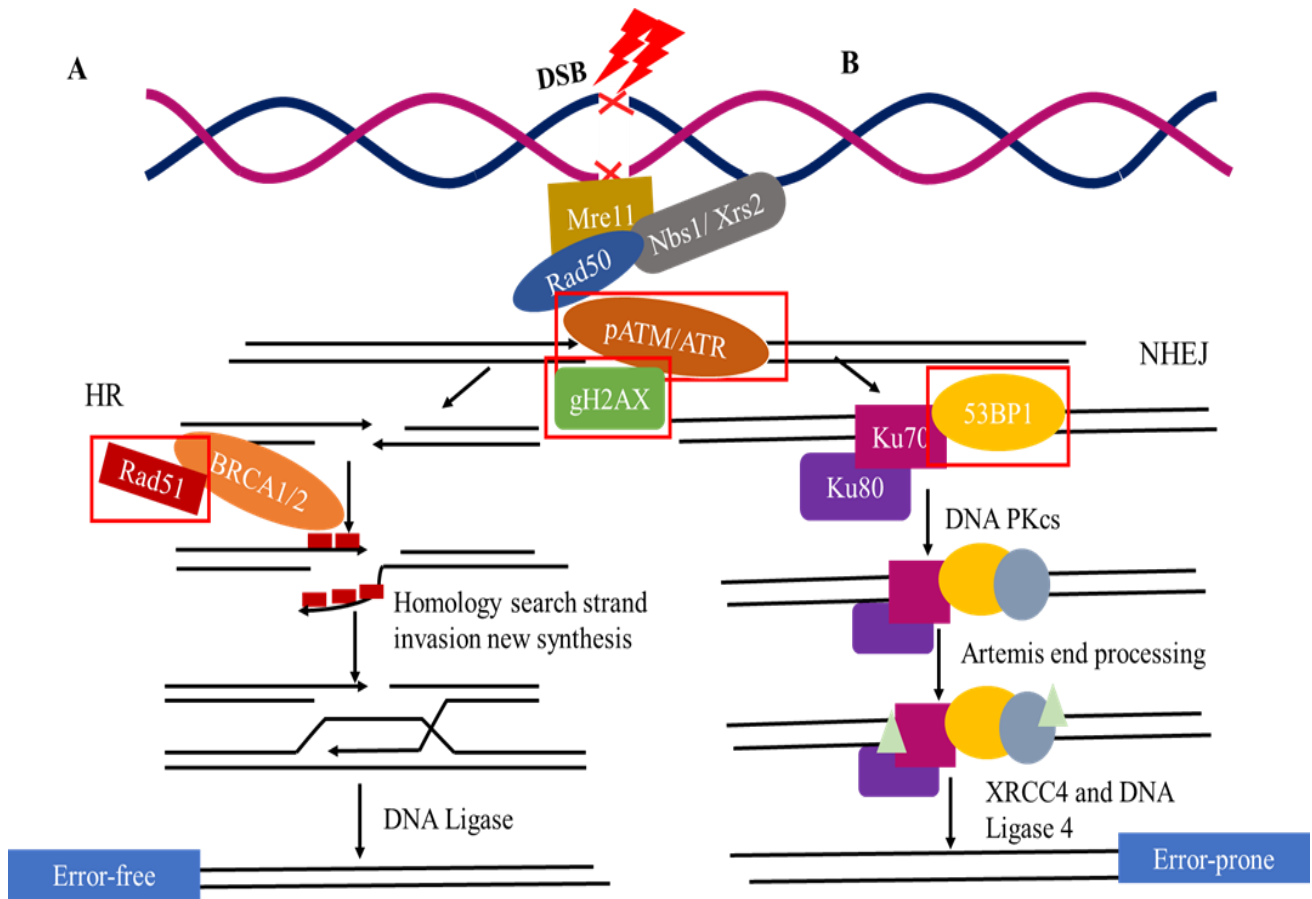 A
DSB
B
Mre11
Nbs1/ Xrs2
Rad50
pATM/ATR
NHEJ
HR
gH2AX
53BP1
Ku70
Rad51
BRCA1/2
Ku80
DNA PKcs
Homology search strand
invasion new synthesis
Artemis end processing
XRCC4 and DNA
Ligase 4
DNA Ligase
Error-free
Error-prone